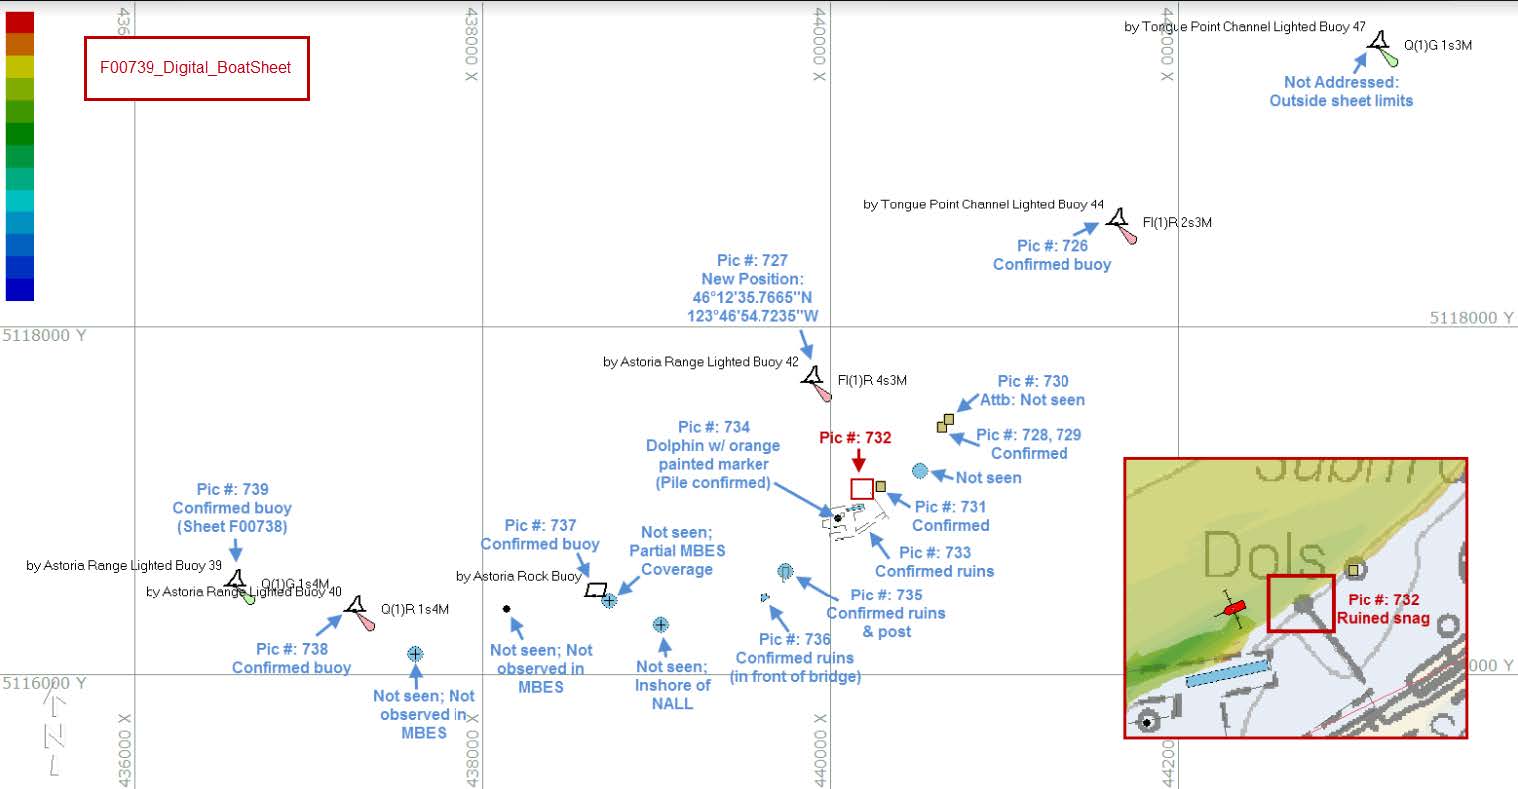 436
438000 X
440000 X
442000 X
F00739_Digital_BoatSheet
by Tongue Point Channel Lighted Buoy 47
Q(1)G 1s3M
Not Addressed:
Outside sheet limits
by Tongue Point Channel Lighted Buoy 44
Fl(1)R 2s3M
Pic #: 726
Confirmed buoy
Pic #: 727
New Position:
46°12'35.7665"N
123°46'54.7235"W
5118000 Y
5118000 Y
by Astoria Range Lighted Buoy 42
Fl(1)R 4s3M
Pic #: 730
Attb: Not seen
Pic #: 728, 729
Confirmed
Pic #: 734
Dolphin w/ orange
painted marker
(Pile confirmed)
Pic #: 732
Not seen
Pic #: 731
Confirmed
Pic #: 733
Confirmed ruins
Pic #: 739
Confirmed buoy
(Sheet F00738)
by Astoria Range Lighted Buoy 39
Q(1)G 1s4M
by Astoria Range Lighted Buoy 40
Q(1)R 1s4M
Pic #: 738
Confirmed buoy
Pic #: 737
Confirmed buoy
by Astoria Rock Buoy
Not seen;
Partial MBES
Coverage
Pic #: 735
Confirmed ruins
& post
Pic #: 736
Confirmed ruins
(in front of bridge)
Not seen; Not
observed in
MBES
Not seen; Not
observed in
MBES
Not seen;
Inshore of
NALL
Dols
Pic #: 732
Ruined snag
5116000 Y
000 Y
N
436000 X
438000 X
440000 X
44200